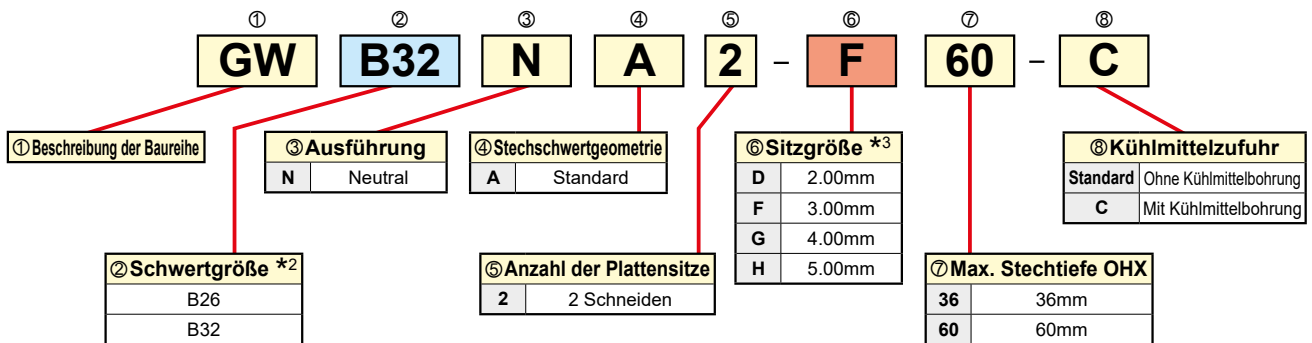 ① ② ③ ④ ⑤ ⑥ ⑦ ⑧
GW B32 N A 2 – F 60 – C
①Beschreibung der Baureihe
③Ausführung
N Neutral
④Stechschwertgeometrie
A Standard
⑥Sitzgröße *3
D 2.00mm
F 3.00mm
G 4.00mm
H 5.00mm
⑧Kühlmittelzufuhr
Standard Ohne Kühlmittelbohrung
C Mit Kühlmittelbohrung
②Schwertgröße *2
B26
B32
⑤Anzahl der Plattensitze
2 2 Schneiden
⑦Max. Stechtiefe OHX
36 36mm
60 60mm